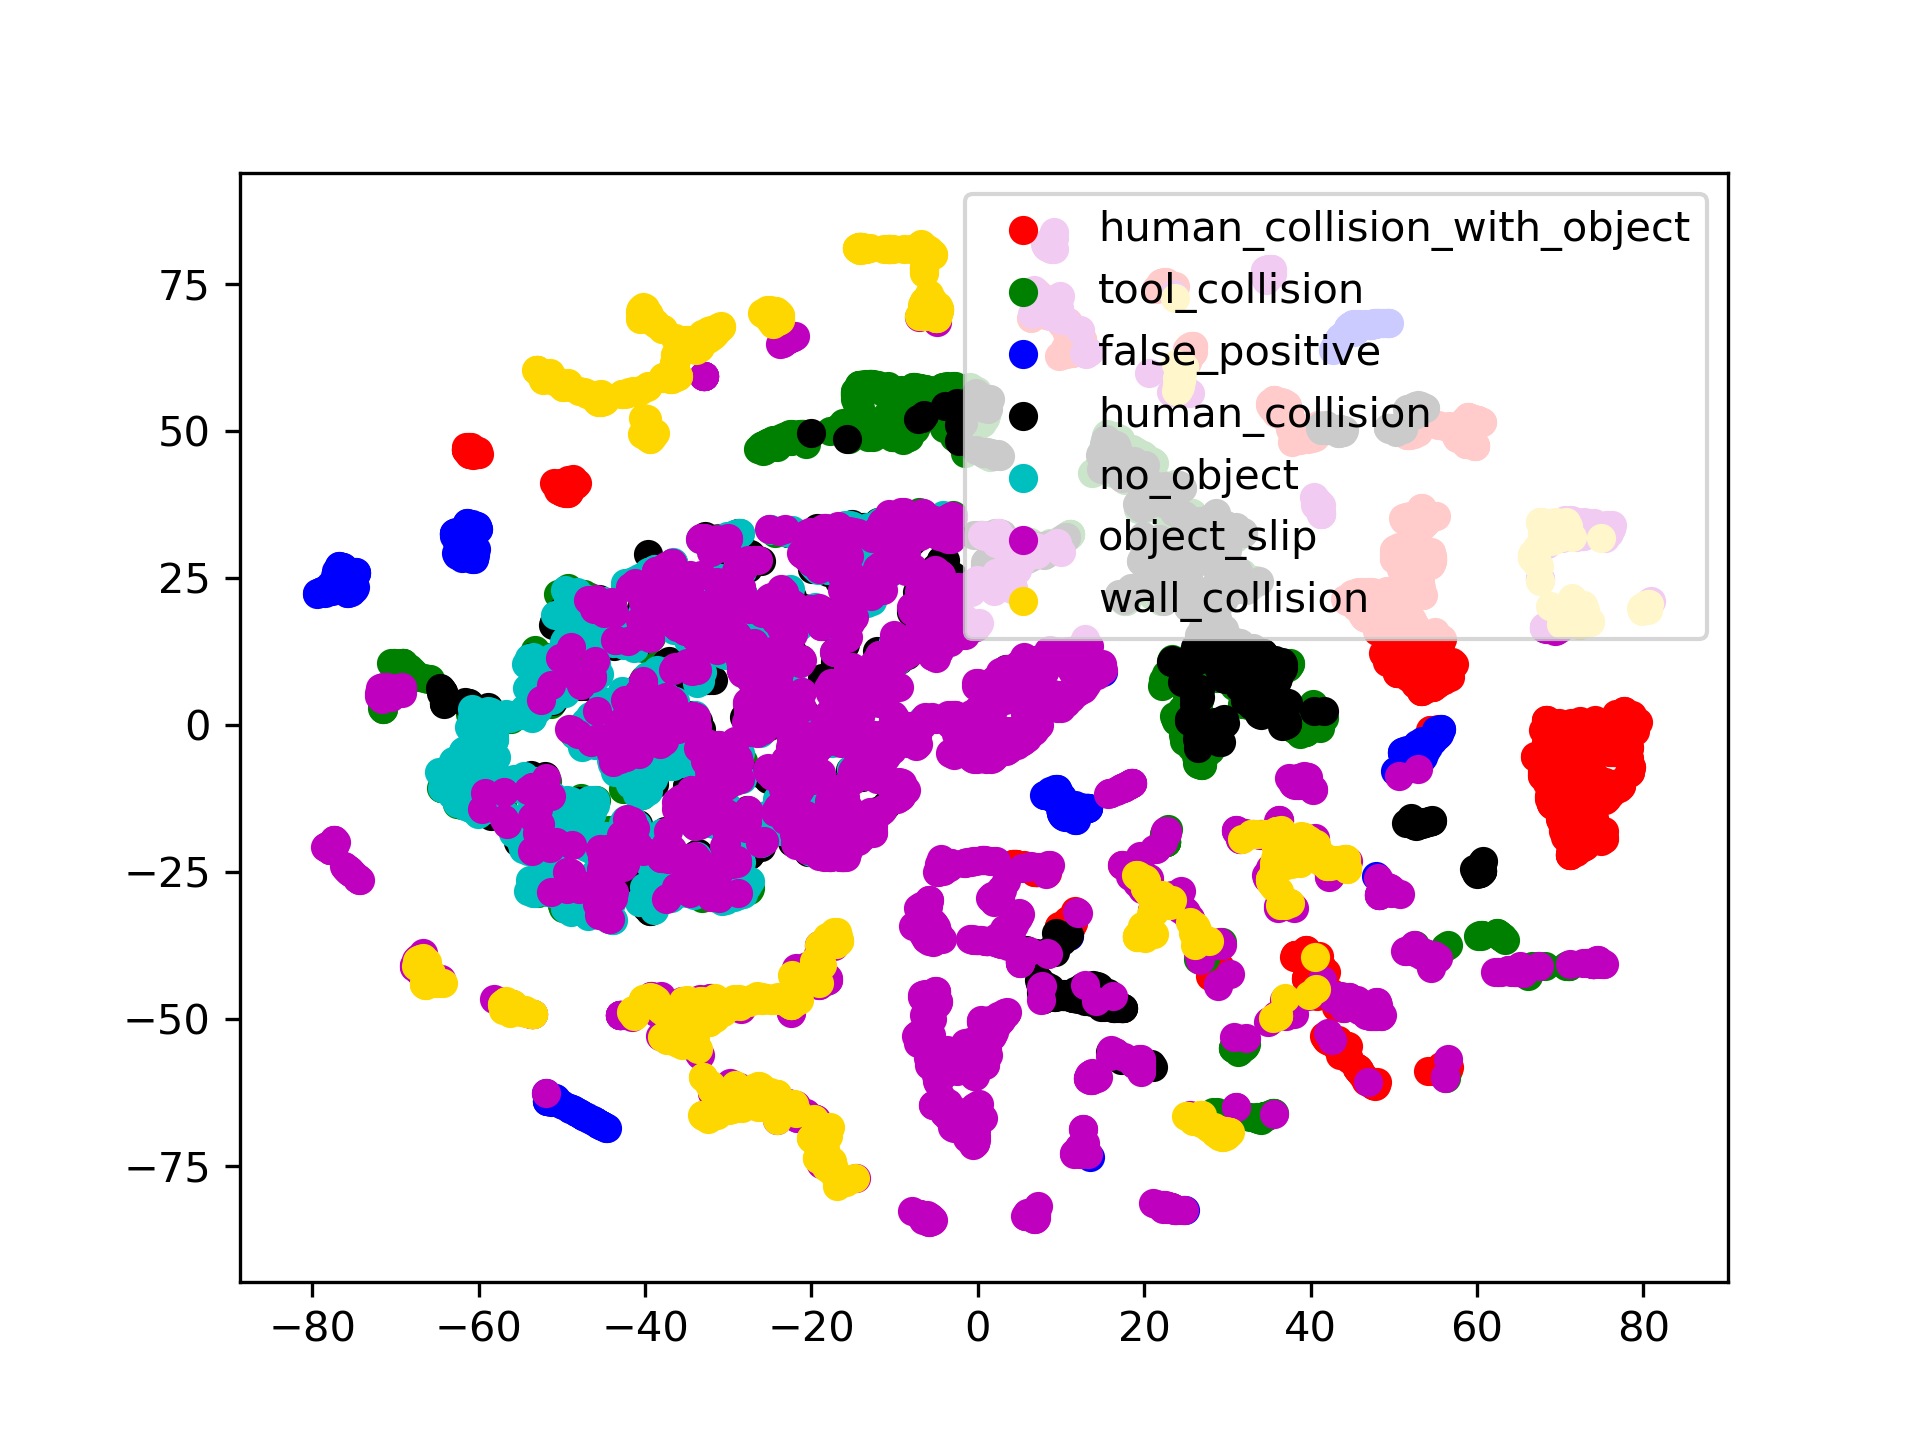 human_collision_with_object
tool_collision
false_positive
human_collision
no_object
object_slip
wall_collision
75
50
25
0
−25
−50
−75
−80 −60 −40 −20 0 20 40 60 80